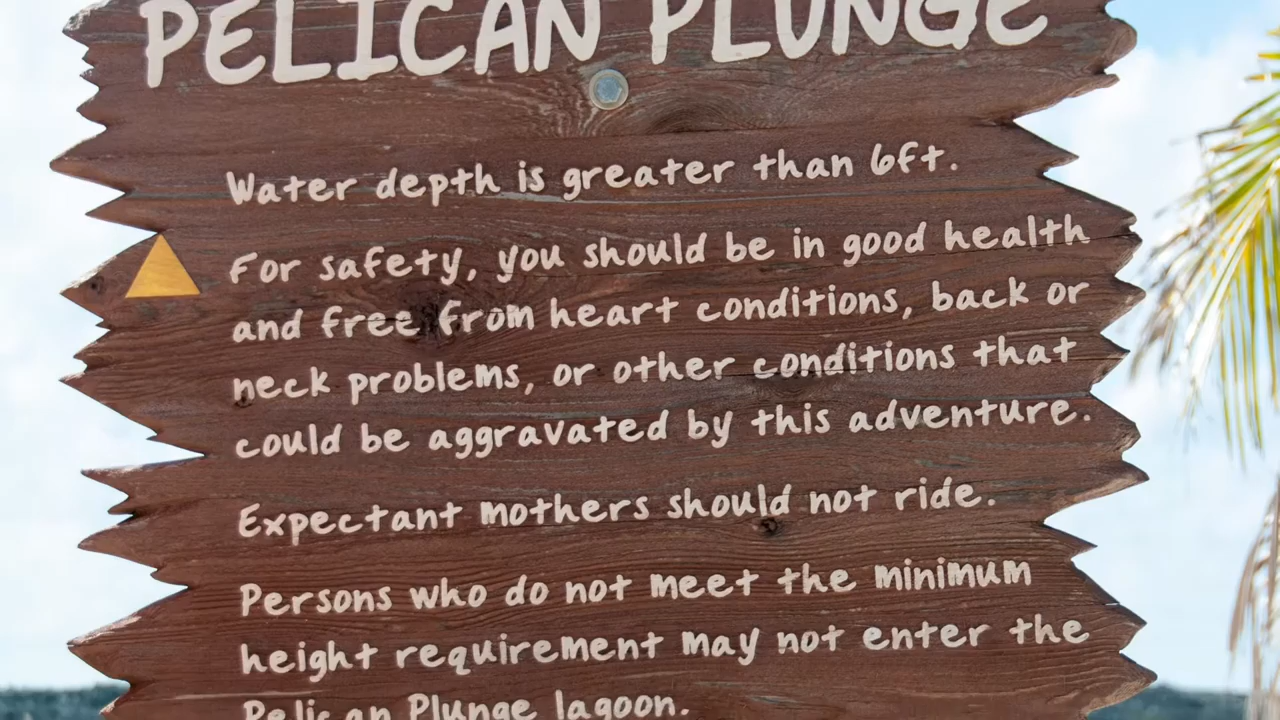 PELICAN PLUNGE
Water depth is greater than 6ft.
For safety, you should be in good health
and free from heart conditions, back or
neck problems, or other conditions that
could be aggravated by this adventure.
Expectant mothers should not ride.
Persons who do not meet the minimum
height requirement may not enter the
Pelican Plunge lagoon.